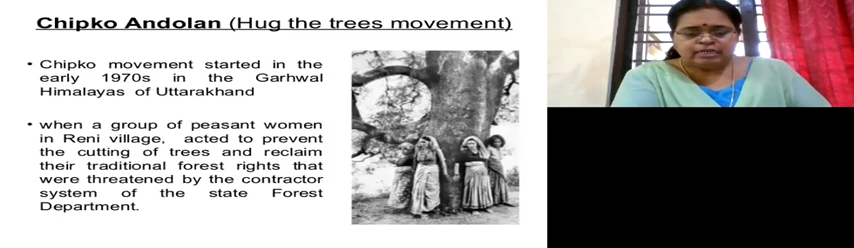 Chipko Andolan (Hug the trees movement)
• Chipko movement started in the
early 1970s in the Garhwal
Himalayas of Uttarakhand
• when a group of peasant women
in Reni village, acted to prevent
the cutting of trees and reclaim
their traditional forest rights that
were threatened by the contractor
system of the state Forest
Department.